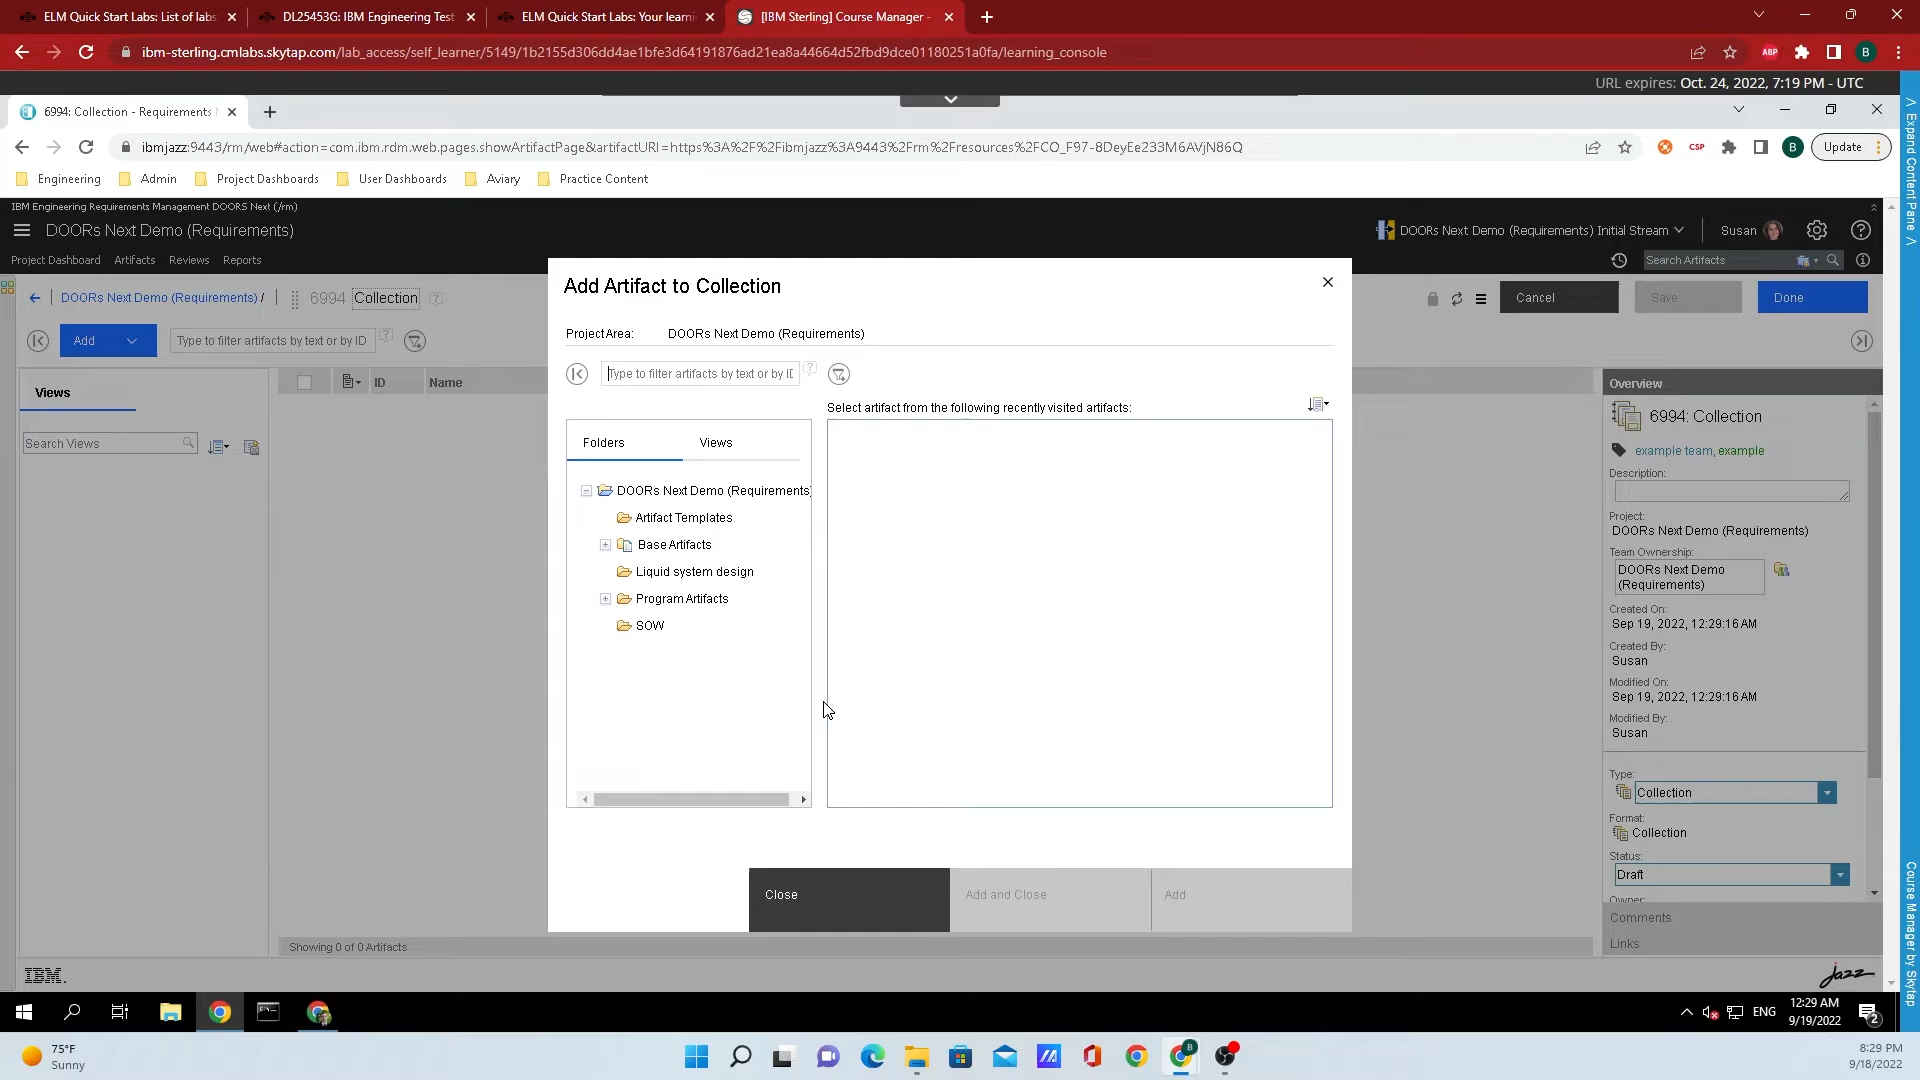 ELM Quick Start Labs: List of labs
DL25453G: IBM Engineering Test
ELM Quick Start Labs: Your learni
[IBM Sterling] Course Manager -
ibm-sterling.cmlabs.skytap.com/lab_access/self_learner/5149/1b2155d306dd4ae1bfe3d64191876ad21ea8a44664d52fbd9dce01180251a0fa/learning_console
ABP
B
URL expires: Oct. 24, 2022, 7:19 PM - UTC
6994: Collection - Requirements
ibmjazz:9443/rm/web#action=com.ibm.rdm.web.pages.showArtifactPage&artifactURI=https%3A%2F%2Fibmjazz%3A9443%2Frm%2Fresources%2FCO_F97-8DeyEe233M6AVjN86Q
CSP
B
Update
Engineering
Admin
Project Dashboards
User Dashboards
Aviary
Practice Content
IBM Engineering Requirements Management DOORS Next (/rm)
DOORs Next Demo (Requirements)
DOORs Next Demo (Requirements) Initial Stream
Susan
Project Dashboard
Artifacts
Reviews
Reports
Search Artifacts
DOORs Next Demo (Requirements) /
6994 Collection
Cancel
Save
Done
Add
Type to filter artifacts by text or by ID
Views
Search Views
ID
Name
Showing 0 of 0 Artifacts
Add Artifact to Collection
Project Area:
DOORs Next Demo (Requirements)
Type to filter artifacts by text or by ID
Select artifact from the following recently visited artifacts:
Folders
Views
DOORs Next Demo (Requirements)
Artifact Templates
Base Artifacts
Liquid system design
Program Artifacts
SOW
Close
Add and Close
Add
Overview
6994: Collection
example team, example
Description:
Project:
DOORs Next Demo (Requirements)
Team Ownership:
DOORs Next Demo
(Requirements)
Created On:
Sep 19, 2022, 12:29:16 AM
Created By:
Susan
Modified On:
Sep 19, 2022, 12:29:16 AM
Modified By:
Susan
Type:
Collection
Format:
Collection
Status:
Draft
Owner:
Comments
Links
IBM.
Jazz
Expand Content Pane
Course Manager by Skytap
ENG
12:29 AM
9/19/2022
2
75°F
Sunny
B
8:29 PM
9/18/2022